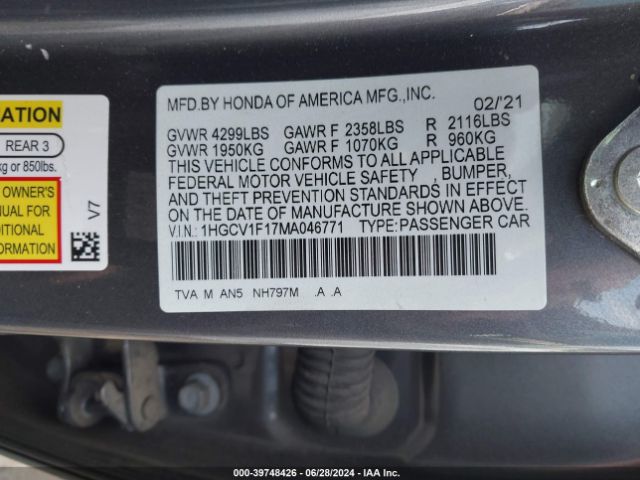 ATION
REAR 3
kg or 850lbs.
OWNER'S
NUAL FOR
DITIONAL
FORMATION
V7
MFD.BY HONDA OF AMERICA MFG.,INC. 02/'21
GVWR 4299LBS GAWR F 2358LBS R 2116LBS
GVWR 1950KG GAWR F 1070KG R 960KG
THIS VEHICLE CONFORMS TO ALL APPLICABLE
FEDERAL MOTOR VEHICLE SAFETY , BUMPER,
AND THEFT PREVENTION STANDARDS IN EFFECT
ON THE DATE OF MANUFACTURE SHOWN ABOVE.
V.I.N.: 1HGCV1F17MA046771 TYPE:PASSENGER CAR
TVA M AN5 NH797M .A .A
000-39748426 - 06/28/2024 - IAA Inc.